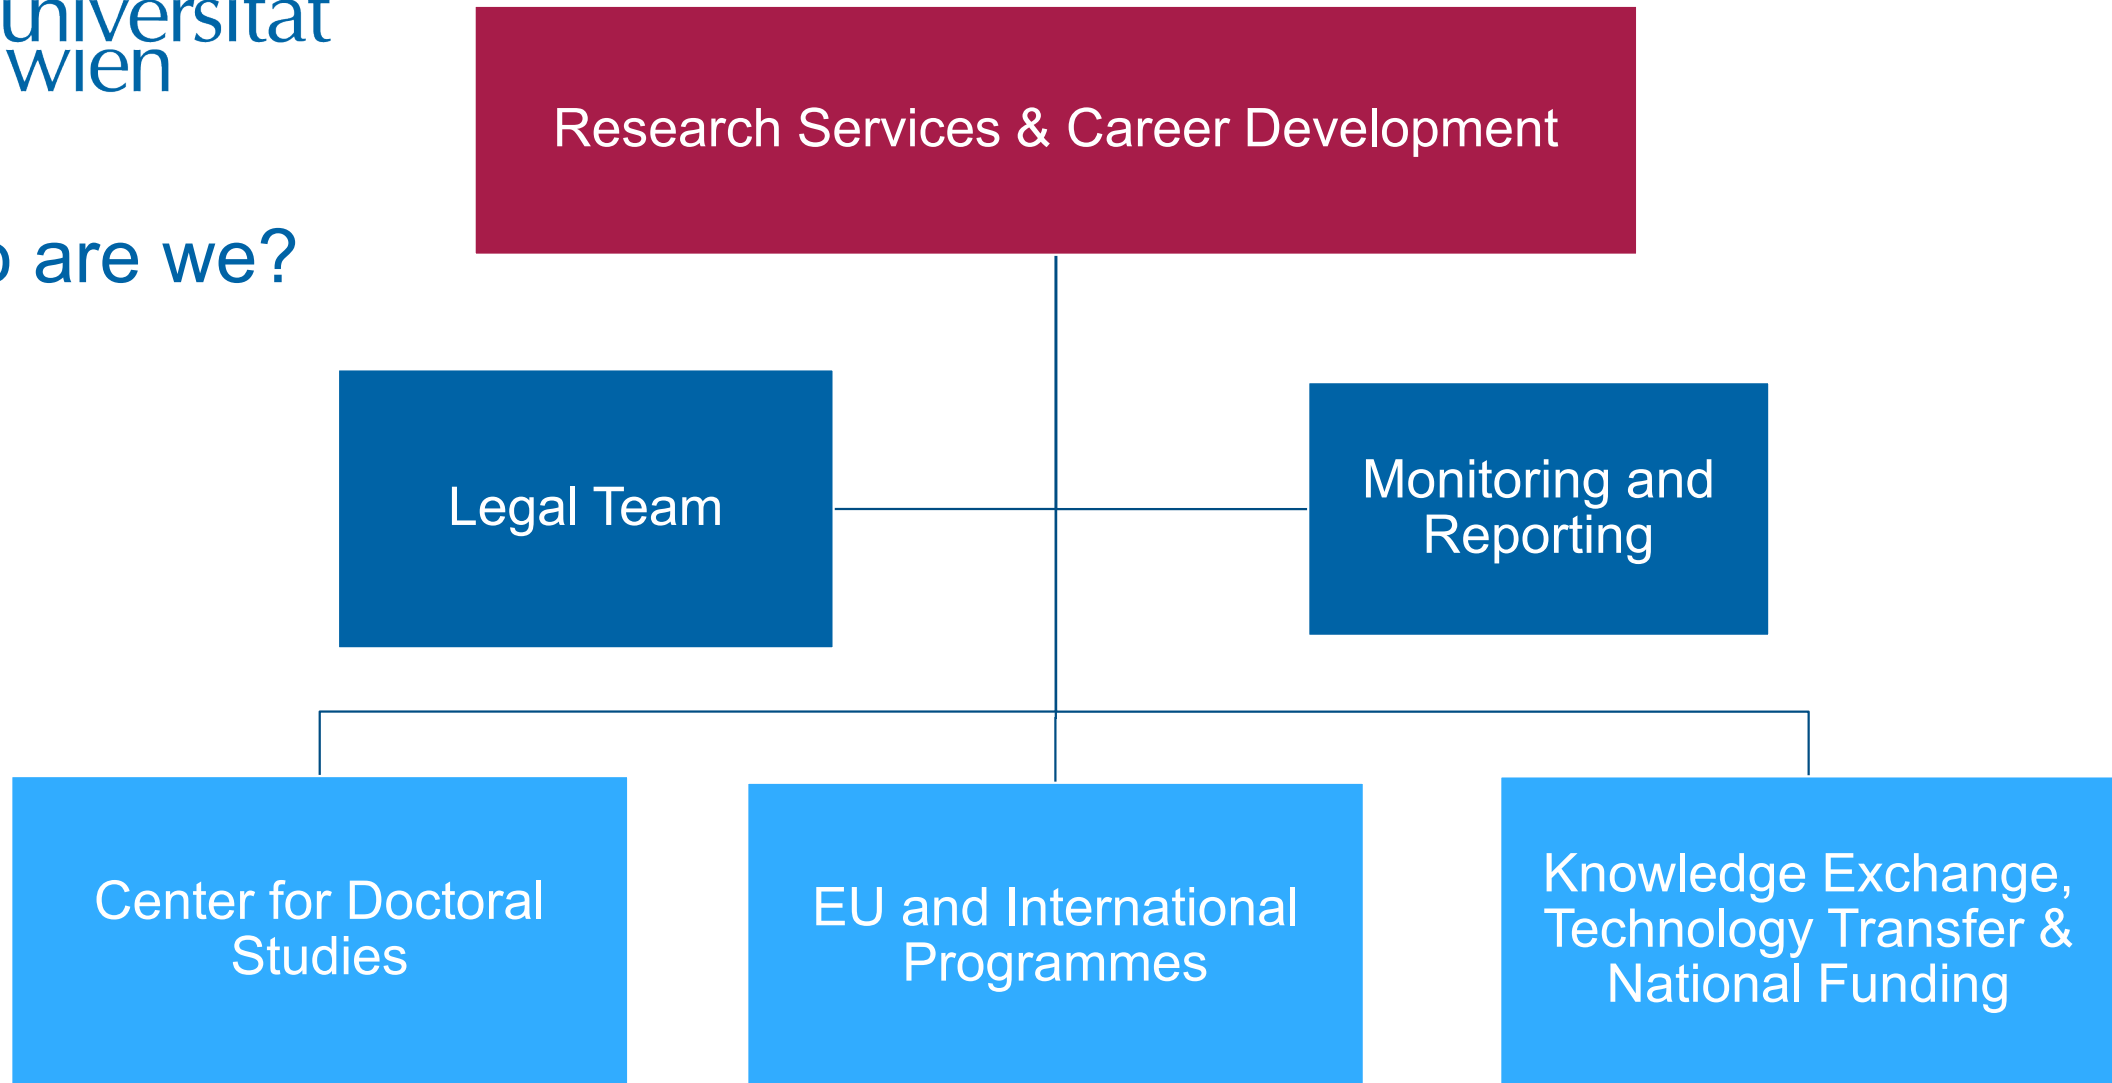 universität
wien
are we?
Research Services & Career Development
Legal Team
Monitoring and
Reporting
Center for Doctoral
Studies
EU and International
Programmes
Knowledge Exchange,
Technology Transfer &
National Funding